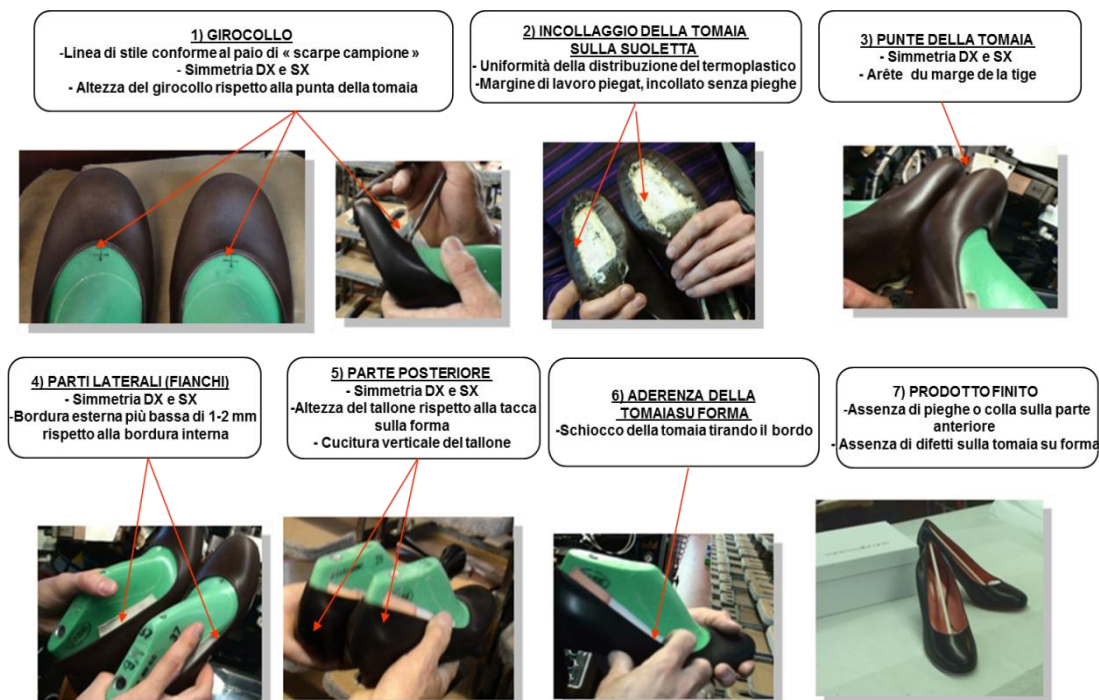 1) GIROCOLLO
-Linea di stile conforme al paio di « scarpe campione »
- Simmetria DX e SX
- Altezza del girocollo rispetto alla punta della tomaia
2) INCOLLAGGIO DELLA TOMAIA
SULLA SUOLETTA
- Uniformità della distribuzione del termoplastico
-Margine di lavoro piegat, incollato senza pieghe
3) PUNTE DELLA TOMAIA
- Simmetria DX e SX
- Arête du marge de la tige
4) PARTI LATERALI (FIANCHI)
- Simmetria DX e SX
-Bordura esterna più bassa di 1-2 mm
rispetto alla bordura interna
5) PARTE POSTERIORE
- Simmetria DX e SX
-Altezza del tallone rispetto alla tacca
sulla forma
- Cucitura verticale del tallone
6) ADERENZA DELLA
TOMAIASU FORMA
-Schiocco della tomaia tirando il bordo
7) PRODOTTO FINITO
-Assenza di pieghe o colla sulla parte
anteriore
- Assenza di difetti sulla tomaia su forma
37